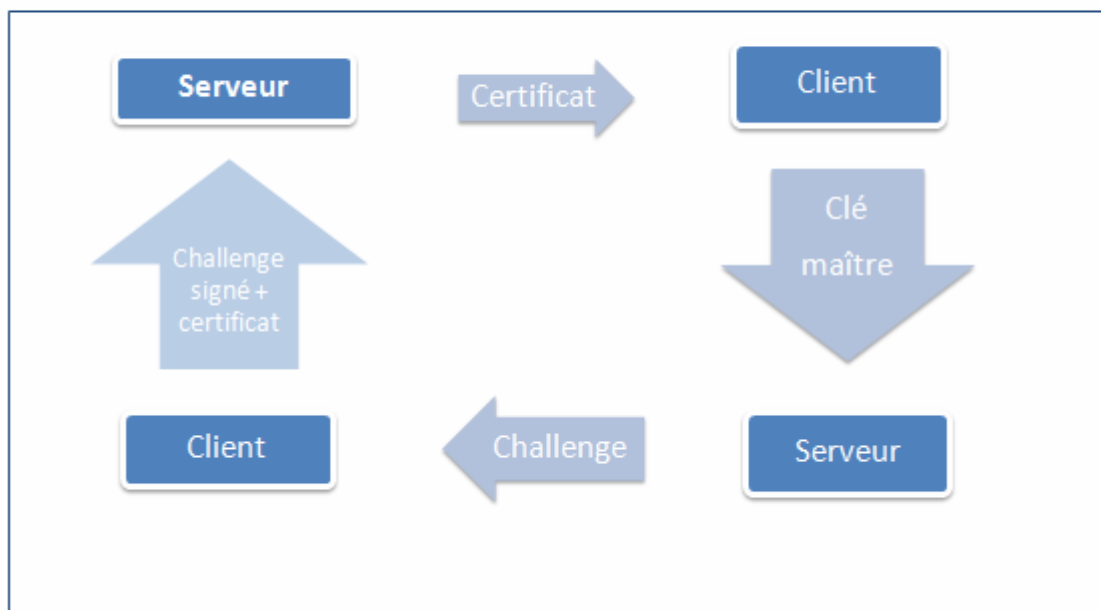 Serveur
Certificat
Client
Clé
maître
Challenge
signé +
certificat
Client
Challenge
Serveur